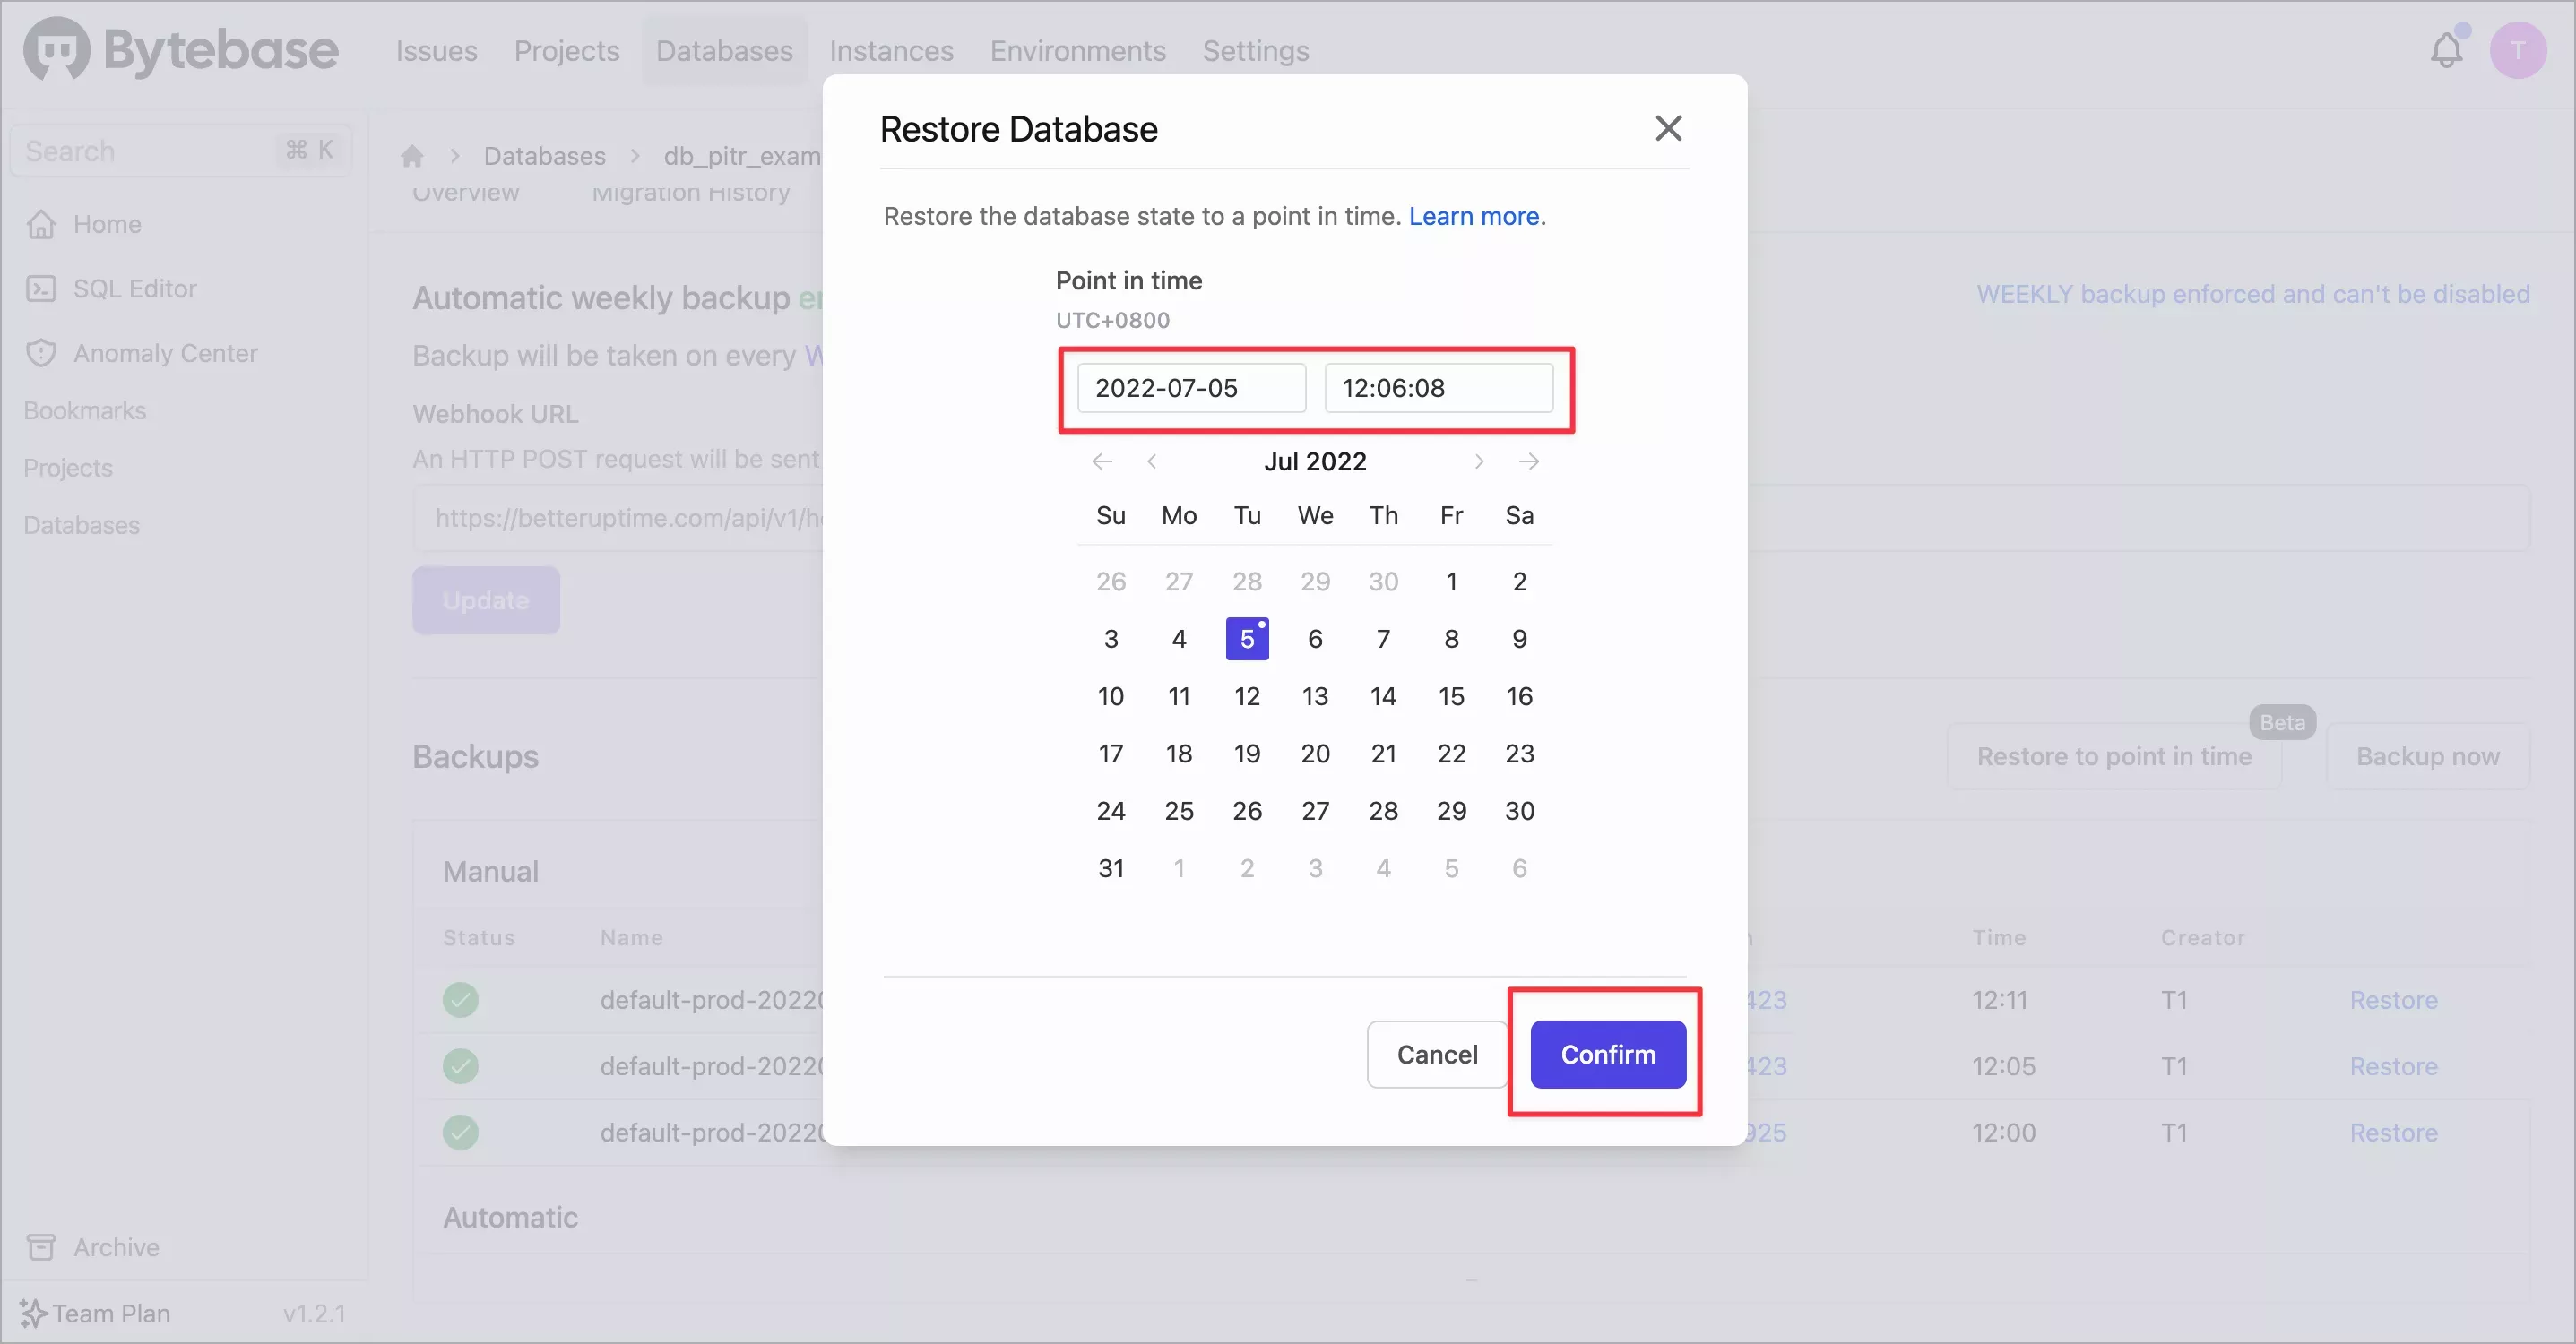 Bytebase
Issues Projects Databases Instances Environments Settings
T
Search ⌘ K
Home
SQL Editor
Anomaly Center
Bookmarks
Projects
Databases
Archive
Team Plan v1.2.1
Databases db_pitr_exam
Overview Migration History
Automatic weekly backup
Backup will be taken on every
Webhook URL
An HTTP POST request will be sent
https://betteruptime.com/api/v1/h
Update
WEEKLY backup enforced and can't be disabled
Restore Database
Restore the database state to a point in time. Learn more.
Point in time
UTC+0800
2022-07-05 12:06:08
Jul 2022
Su Mo Tu We Th Fr Sa
26 27 28 29 30 1 2
3 4 5 6 7 8 9
10 11 12 13 14 15 16
17 18 19 20 21 22 23
24 25 26 27 28 29 30
31 1 2 3 4 5 6
Cancel Confirm
Backups
Beta
Restore to point in time Backup now
Manual
Status Name Time Creator
default-prod-2022 423 12:11 T1 Restore
default-prod-2022 423 12:05 T1 Restore
default-prod-2022 925 12:00 T1 Restore
Automatic
–